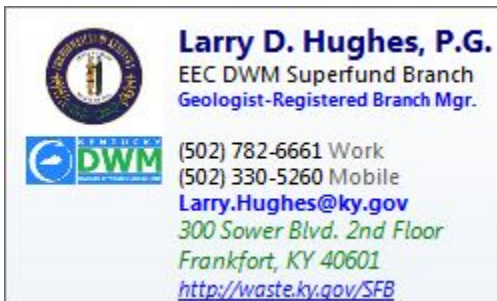 Larry D. Hughes, P.G.
EEC DWM Superfund Branch
Geologist-Registered Branch Mgr.
KENTUCKY
DWM
(502) 782-6661 Work
(502) 330-5260 Mobile
Larry.Hughes@ky.gov
300 Sower Blvd. 2nd Floor
Frankfort, KY 40601
http://waste.ky.gov/SFB